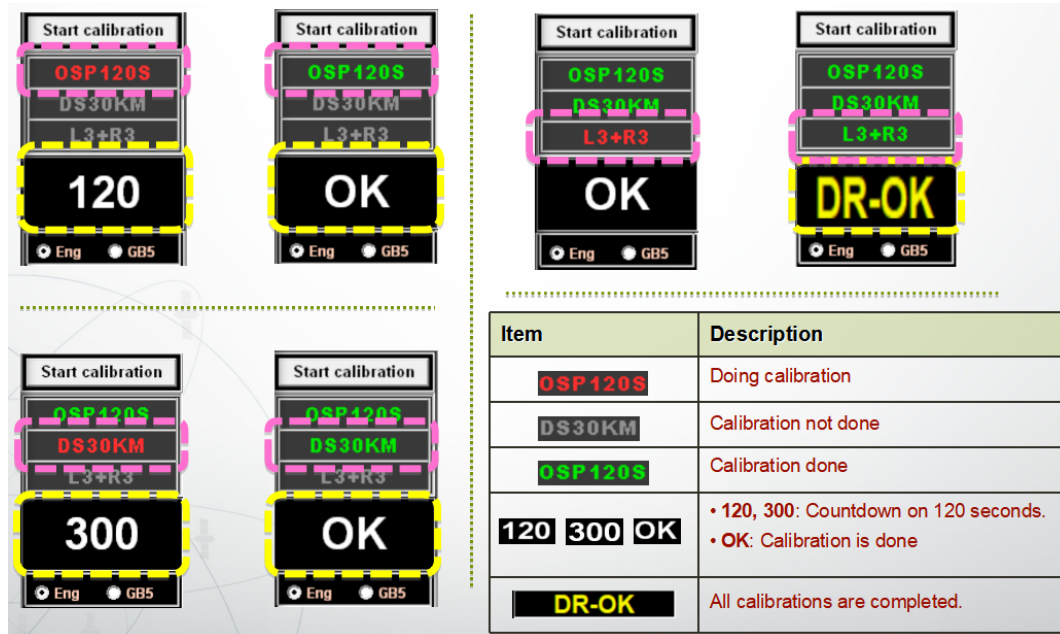 Start calibration
OSP120S
DS30KM
L3+R3
120
Eng GB5
Start calibration
OSP120S
DS30KM
L3+R3
OK
Eng GB5
Start calibration
OSP120S
DS30KM
L3+R3
OK
Eng GB5
Start calibration
OSP120S
DS30KM
L3+R3
DR-OK
Eng GB5
Start calibration
OSP120S
DS30KM
L3+R3
300
Eng GB5
Start calibration
OSP120S
DS30KM
L3+R3
OK
Eng GB5
Item Description
OSP120S Doing calibration
DS30KM Calibration not done
OSP120S Calibration done
120 300 OK
• 120, 300: Countdown on 120 seconds.
• OK: Calibration is done
DR-OK All calibrations are completed.